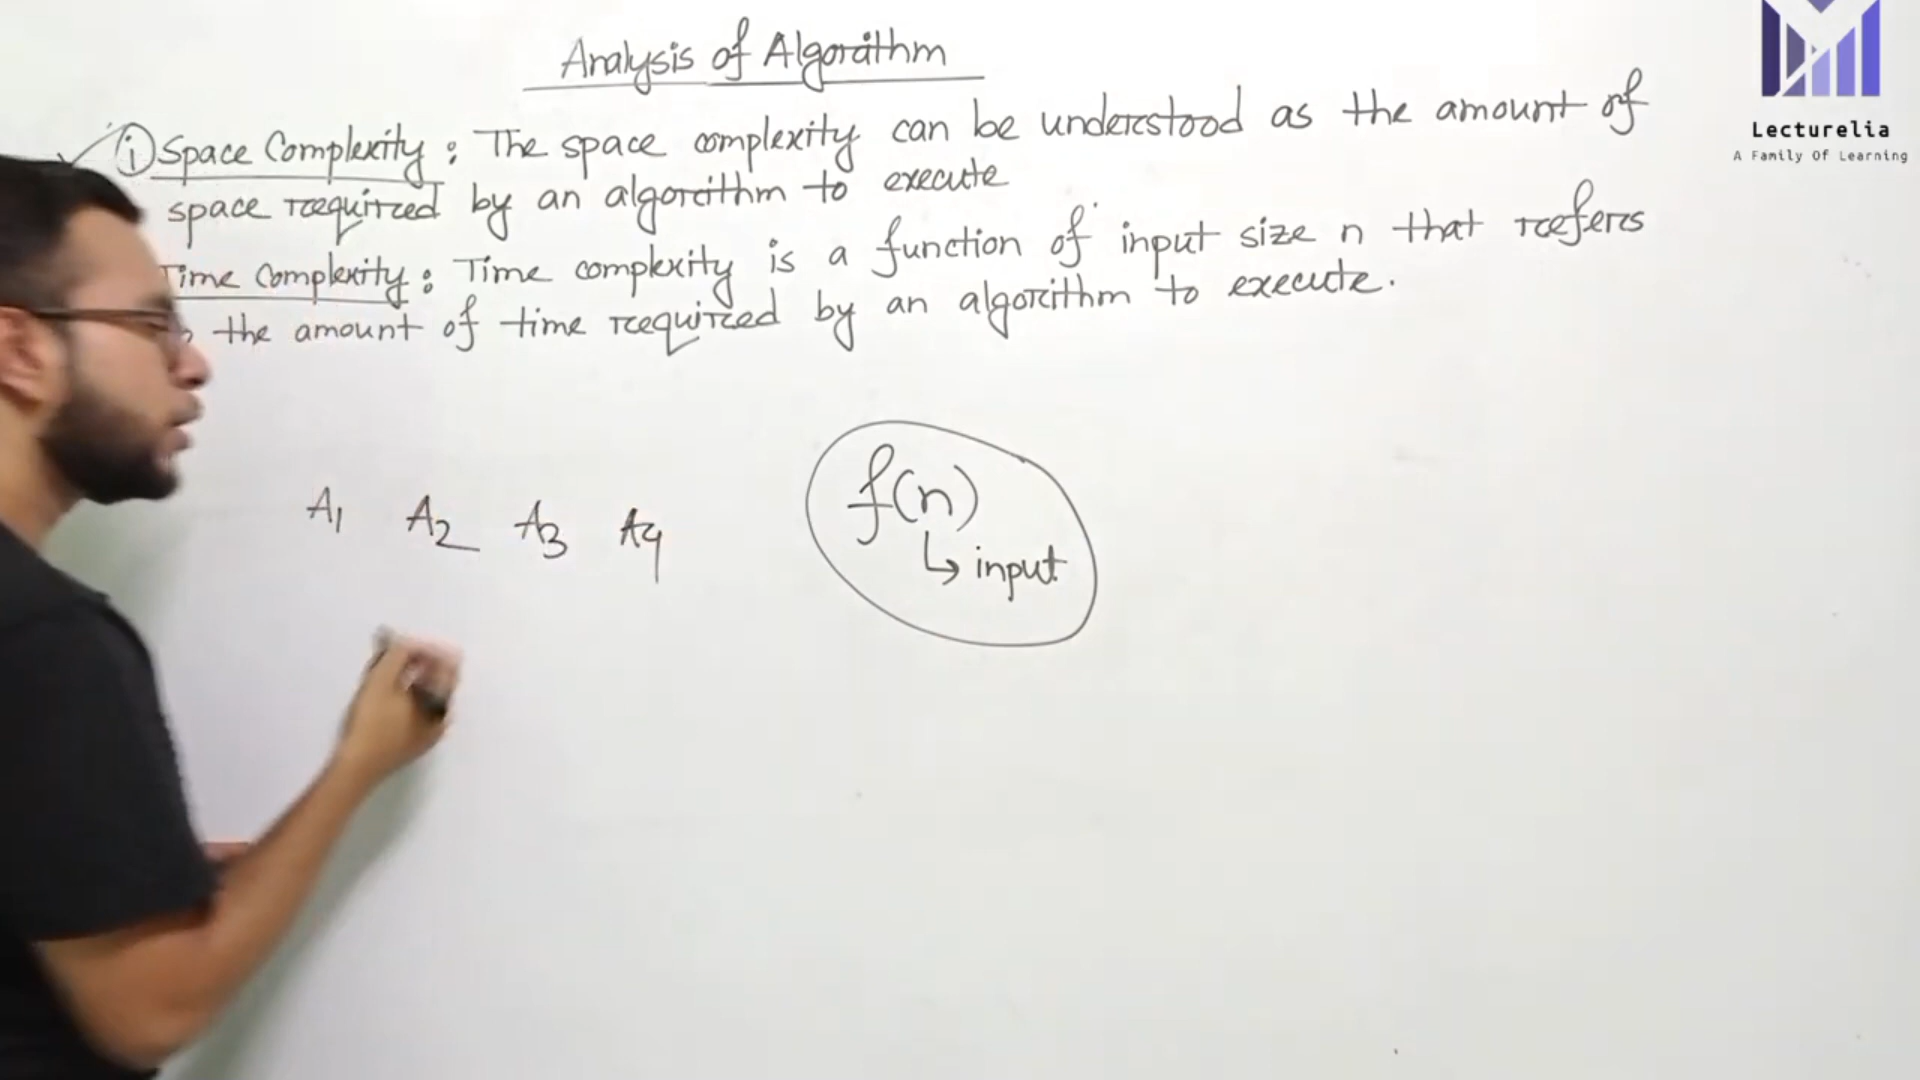 Analysis of Algorithm
i Space Complexity : The space complexity can be understood as the amount of
space required by an algorithm to execute
Time Complexity : Time complexity is a function of input size n that refers
the amount of time required by an algorithm to execute.
A1 A2 A3 A4
f(n)
↳ input
Lecturelia
A Family Of Learning